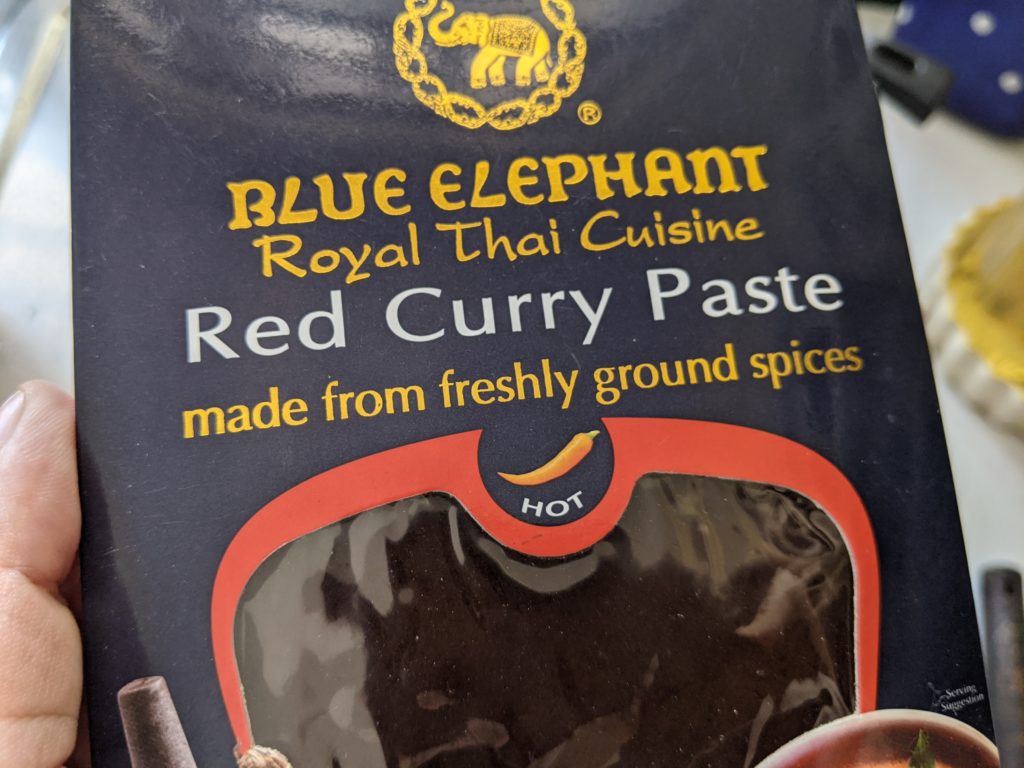 ®
BLUE ELEPHANT
Royal Thai Cuisine
Red Curry Paste
made from freshly ground spices
HOT
Serving
Suggestion